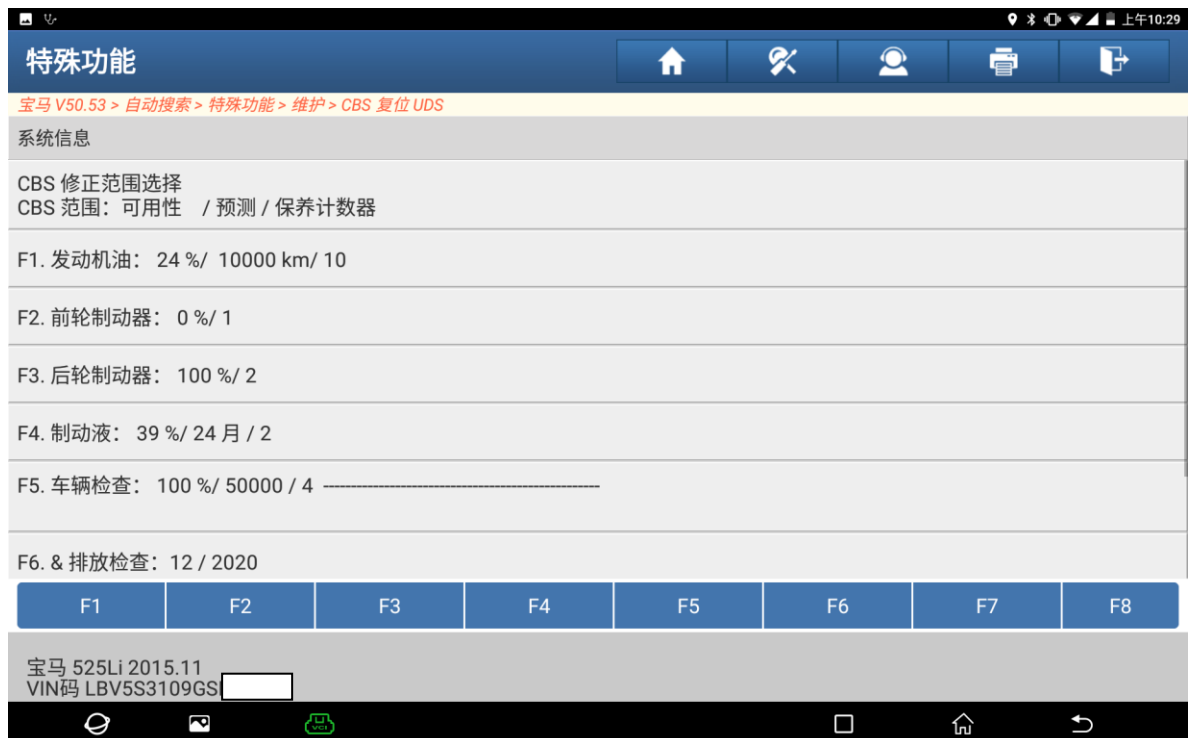 上午10:29
特殊功能
宝马 V50.53 > 自动搜索 > 特殊功能 > 维护 > CBS 复位 UDS
系统信息
CBS 修正范围选择
CBS 范围：可用性 / 预测 / 保养计数器
F1. 发动机油： 24 %/ 10000 km/ 10
F2. 前轮制动器： 0 %/ 1
F3. 后轮制动器： 100 %/ 2
F4. 制动液： 39 %/ 24 月 / 2
F5. 车辆检查： 100 %/ 50000 / 4 --------------------------------------------------
F6. & 排放检查：12 / 2020
F1 F2 F3 F4 F5 F6 F7 F8
宝马 525Li 2015.11
VIN码 LBV5S3109GS
VCI